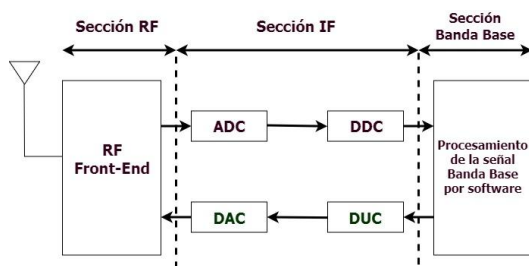 Sección RF
Sección IF
Sección
Banda Base
RF
Front-End
ADC
DDC
DAC
DUC
Procesamiento
de la señal
Banda Base
por software